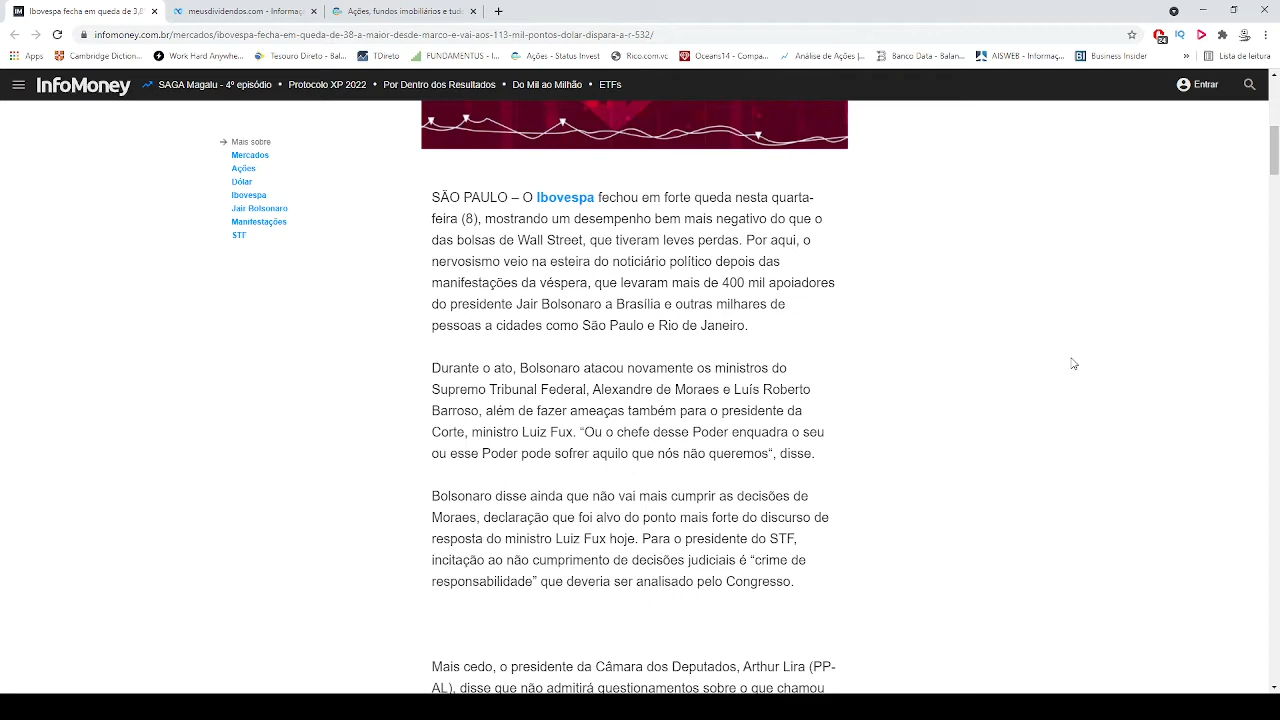 Ibovespa fecha em queda de 3,8%
meusdividendos.com - Informaç
Ações, fundos imobiliários e tudo
infomoney.com.br/mercados/ibovespa-fecha-em-queda-de-38-a-maior-desde-marco-e-vai-aos-113-mil-pontos-dolar-dispara-a-r-532/
24
Apps
Cambridge Diction...
Work Hard Anywhe...
Tesouro Direto - Bal...
TDireto
FUNDAMENTUS - I...
Ações - Status Invest
Rico.com.vc
Oceans14 - Compa...
Análise de Ações |...
Banco Data - Banco...
AISWEB - Informaç...
Business Insider
»
Lista de leitura
InfoMoney
SAGA Magalu - 4º episódio • Protocolo XP 2022 • Por Dentro dos Resultados • Do Mil ao Milhão • ETFs
Entrar
Mais sobre
Mercados
Ações
Dólar
Ibovespa
Jair Bolsonaro
Manifestações
STF
SÃO PAULO – O Ibovespa fechou em forte queda nesta quarta-
feira (8), mostrando um desempenho bem mais negativo do que o
das bolsas de Wall Street, que tiveram leves perdas. Por aqui, o
nervosismo veio na esteira do noticiário político depois das
manifestações da véspera, que levaram mais de 400 mil apoiadores
do presidente Jair Bolsonaro a Brasília e outras milhares de
pessoas a cidades como São Paulo e Rio de Janeiro.
Durante o ato, Bolsonaro atacou novamente os ministros do
Supremo Tribunal Federal, Alexandre de Moraes e Luís Roberto
Barroso, além de fazer ameaças também para o presidente da
Corte, ministro Luiz Fux. “Ou o chefe desse Poder enquadra o seu
ou esse Poder pode sofrer aquilo que nós não queremos“, disse.
Bolsonaro disse ainda que não vai mais cumprir as decisões de
Moraes, declaração que foi alvo do ponto mais forte do discurso de
resposta do ministro Luiz Fux hoje. Para o presidente do STF,
incitação ao não cumprimento de decisões judiciais é “crime de
responsabilidade” que deveria ser analisado pelo Congresso.
Mais cedo, o presidente da Câmara dos Deputados, Arthur Lira (PP-
AL), disse que não admitirá questionamentos sobre o que chamou